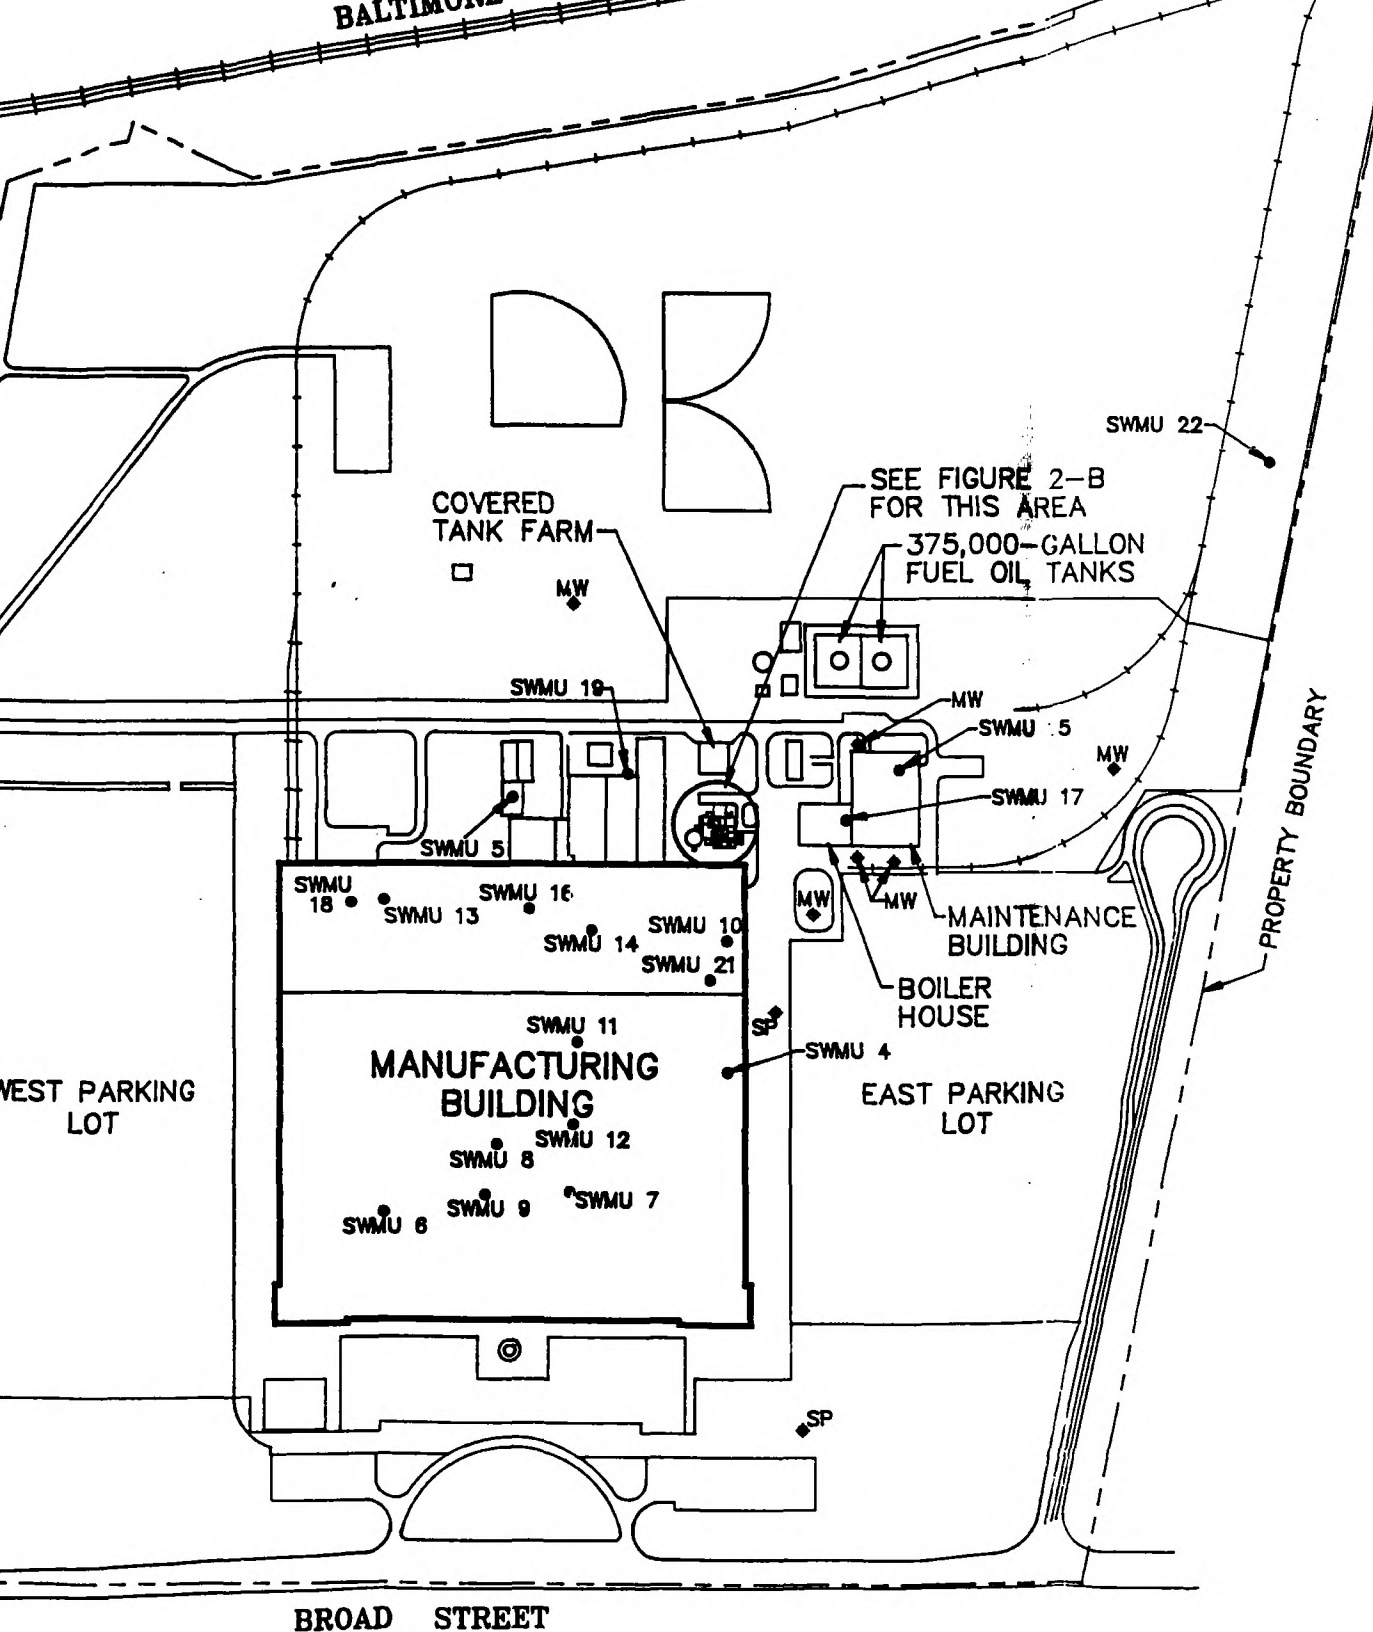 SWMU 22
SEE FIGURE 2-B
FOR THIS AREA
COVERED
TANK FARM
375,000-GALLON
FUEL OIL TANKS
MW
SWMU 19
MW
SWMU 5
MW
PROPERTY BOUNDARY
SWMU 17
SWMU 5
SWMU
18
SWMU 13
SWMU 16
MW
MW
SWMU 14
SWMU 10
MAINTENANCE
BUILDING
SWMU 21
BOILER
HOUSE
SWMU 11
SP
SWMU 4
MANUFACTURING
BUILDING
WEST PARKING
LOT
EAST PARKING
LOT
SWMU 12
SWMU 8
SWMU 9
SWMU 7
SWMU 6
SP
BROAD STREET